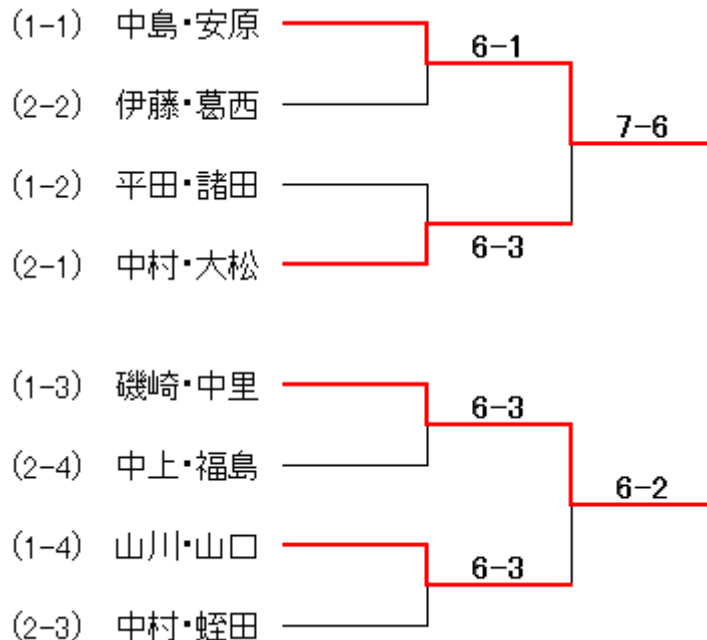 (1-1) 中島・安原
6-1
(2-2) 伊藤・葛西
7-6
(1-2) 平田・諸田
6-3
(2-1) 中村・大松
(1-3) 磯崎・中里
6-3
(2-4) 中上・福島
6-2
(1-4) 山川・山口
6-3
(2-3) 中村・蛭田